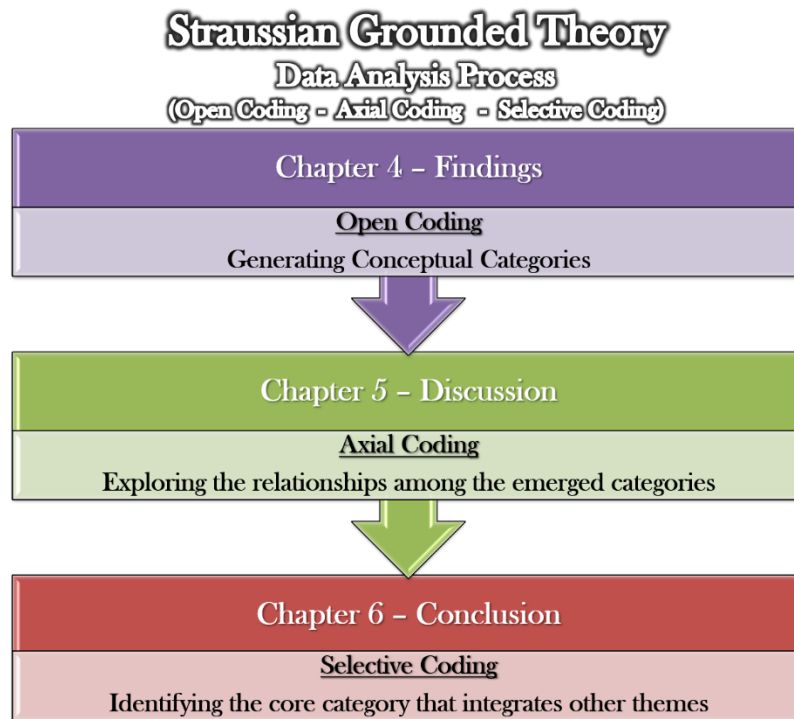 Straussian Grounded Theory
Data Analysis Process
(Open Coding - Axial Coding - Selective Coding)
Chapter 4 – Findings
Open Coding
Generating Conceptual Categories
Chapter 5 – Discussion
Axial Coding
Exploring the relationships among the emerged categories
Chapter 6 – Conclusion
Selective Coding
Identifying the core category that integrates other themes